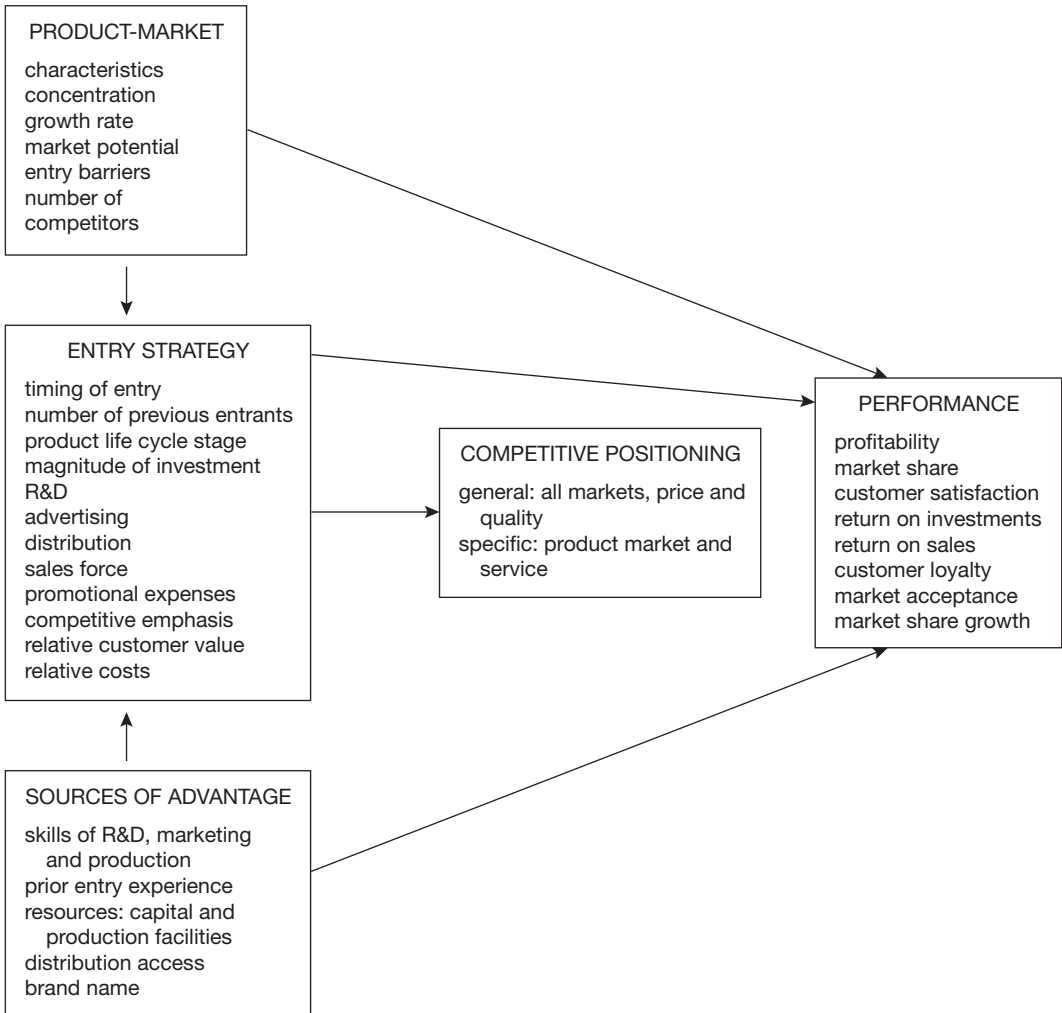 PRODUCT-MARKET
characteristics
concentration
growth rate
market potential
entry barriers
number of
competitors
ENTRY STRATEGY
timing of entry
number of previous entrants
product life cycle stage
magnitude of investment
R&D
advertising
distribution
sales force
promotional expenses
competitive emphasis
relative customer value
relative costs
COMPETITIVE POSITIONING
general: all markets, price and
quality
specific: product market and
service
PERFORMANCE
profitability
market share
customer satisfaction
return on investments
return on sales
customer loyalty
market acceptance
market share growth
SOURCES OF ADVANTAGE
skills of R&D, marketing
and production
prior entry experience
resources: capital and
production facilities
distribution access
brand name